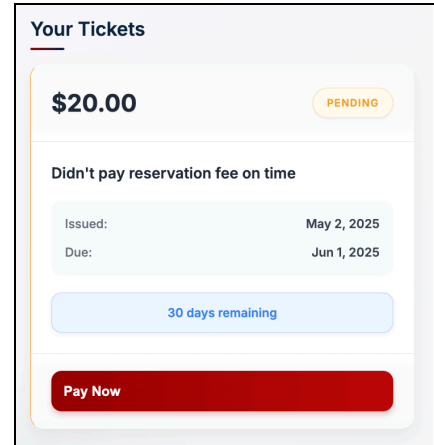 Your Tickets
$20.00
PENDING
Didn't pay reservation fee on time
Issued: May 2, 2025
Due: Jun 1, 2025
30 days remaining
Pay Now